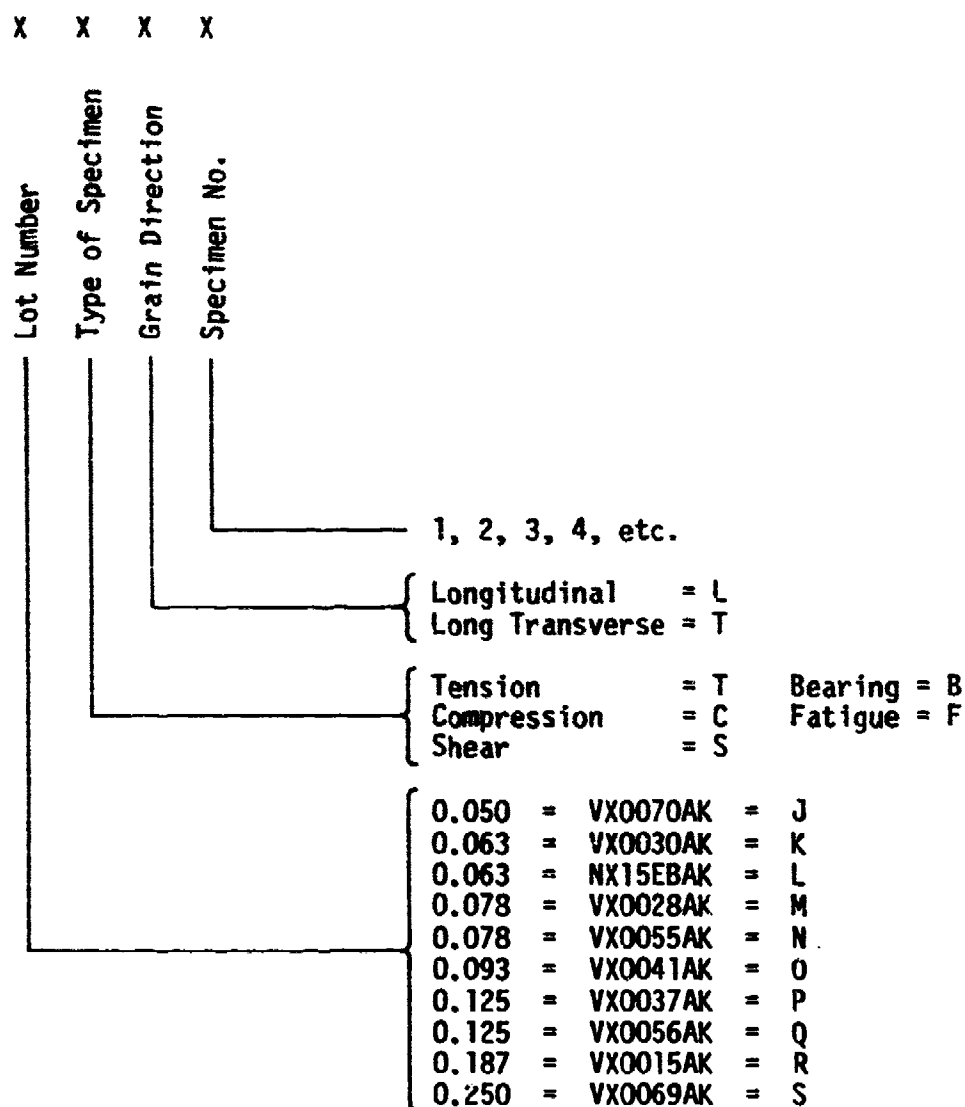 X X X X
Lot Number
Type of Specimen
Grain Direction
Specimen No.
1, 2, 3, 4, etc.
Longitudinal = L
Long Transverse = T
Tension = T Bearing = B
Compression = C Fatigue = F
Shear = S
0.050 = VX0070AK = J
0.063 = VX0030AK = K
0.063 = NX15EBAK = L
0.078 = VX0028AK = M
0.078 = VX0055AK = N
0.093 = VX0041AK = O
0.125 = VX0037AK = P
0.125 = VX0056AK = Q
0.187 = VX0015AK = R
0.250 = VX0069AK = S